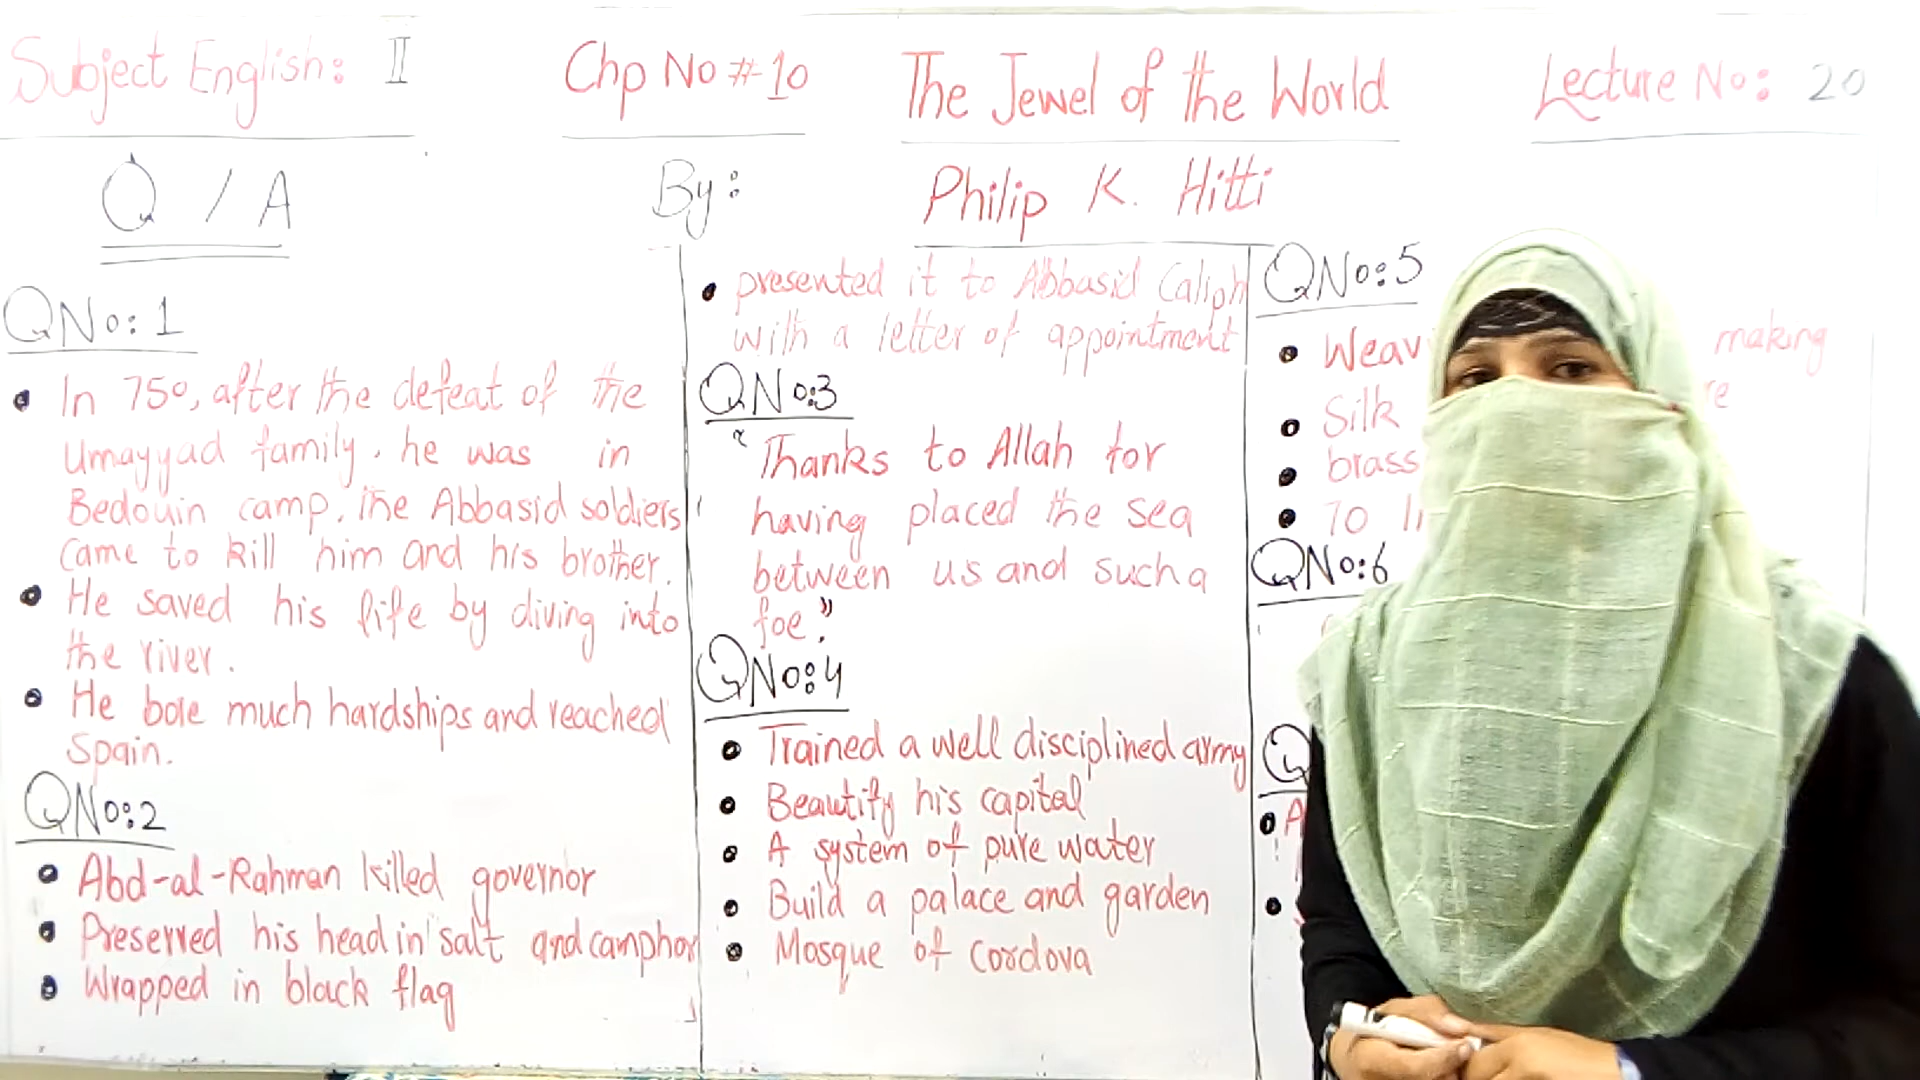 Subject English: II
Chp No # 10
The Jewel of the World
Lecture No: 20
Q / A
By:
Philip K. Hitti
Q No: 1
In 750, after the defeat of the
Umayyad family, he was in
Bedouin camp, the Abbasid soldiers
came to kill him and his brother.
He saved his life by diving into
the river.
He bore much hardships and reached
Spain.
Q No: 2
Abd-al-Rahman killed governor
Preserved his head in salt and camphor
Wrapped in black flag
presented it to Abbasid Caliph
with a letter of appointment
Q No: 3
"Thanks to Allah for
having placed the sea
between us and such a
foe."
Q No: 4
Trained a well disciplined army
Beautify his capital
A system of pure water
Build a palace and garden
Mosque of Cordova
Q No: 5
making
Silk
brass
70
Q No: 6
Q
A